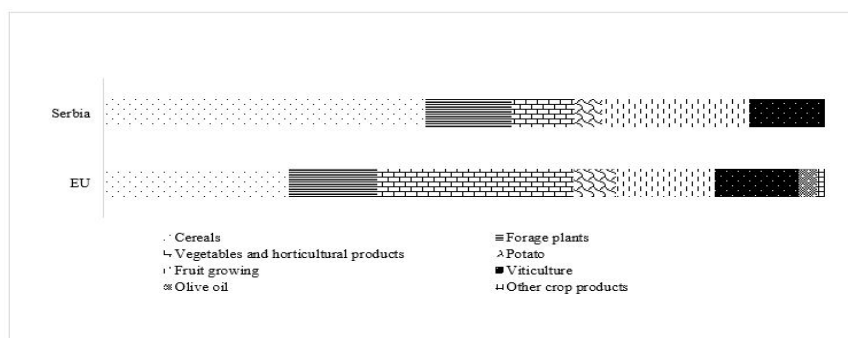 Serbia
EU
Cereals
Forage plants
Vegetables and horticultural products
Potato
Fruit growing
Viticulture
Olive oil
Other crop products